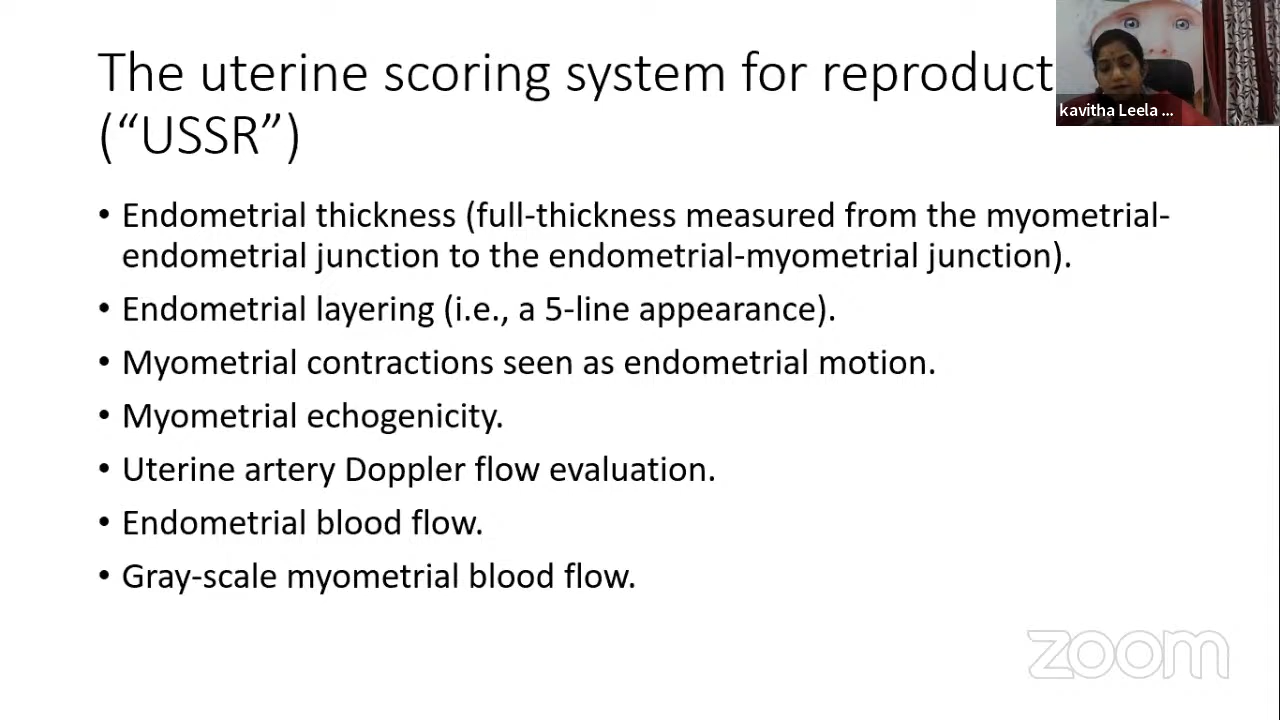 The uterine scoring system for reproduct
(“USSR”)
kavitha Leela ...
• Endometrial thickness (full-thickness measured from the myometrial-
endometrial junction to the endometrial-myometrial junction).
• Endometrial layering (i.e., a 5-line appearance).
• Myometrial contractions seen as endometrial motion.
• Myometrial echogenicity.
• Uterine artery Doppler flow evaluation.
• Endometrial blood flow.
• Gray-scale myometrial blood flow.
zoom